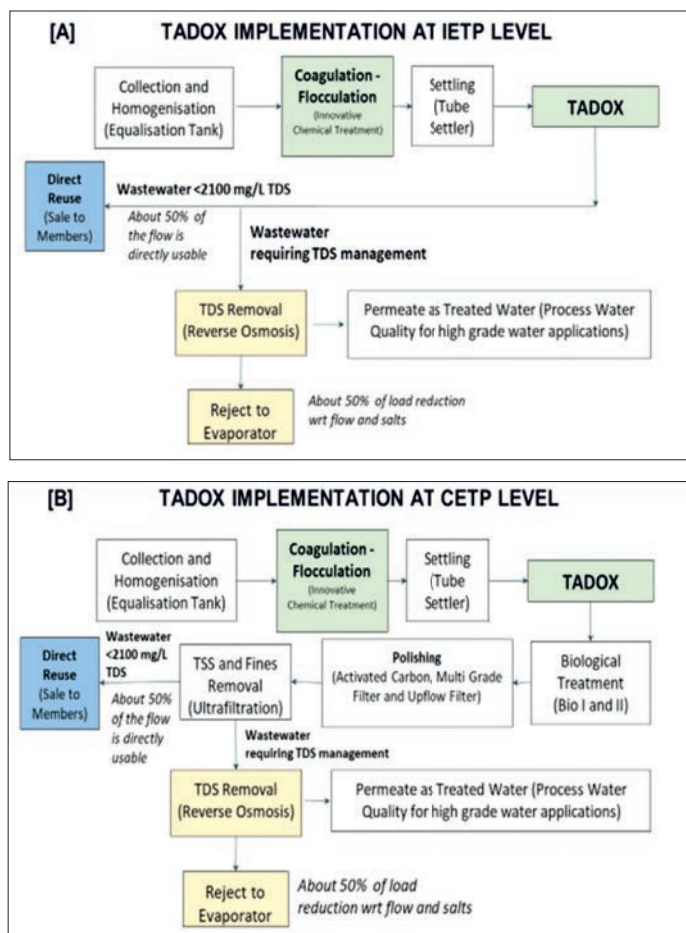 [A] TADOX IMPLEMENTATION AT IETP LEVEL
Collection and
Homogenisation
(Equalisation Tank)
Coagulation -
Flocculation
(Innovative
Chemical Treatment)
Settling
(Tube
Settler)
TADOX
Direct
Reuse
(Sale to
Members)
Wastewater <2100 mg/L TDS
About 50% of
the flow is
directly usable
Wastewater
requiring TDS management
TDS Removal
(Reverse Osmosis)
Permeate as Treated Water (Process Water
Quality for high grade water applications)
Reject to
Evaporator
About 50% of load reduction
wrt flow and salts
[B] TADOX IMPLEMENTATION AT CETP LEVEL
Collection and
Homogenisation
(Equalisation Tank)
Coagulation -
Flocculation
(Innovative
Chemical Treatment)
Settling
(Tube
Settler)
TADOX
Biological
Treatment
(Bio I and II)
Polishing
(Activated Carbon, Multi Grade
Filter and Upflow Filter)
TSS and Fines
Removal
(Ultrafiltration)
Wastewater
<2100 mg/L
TDS
Direct
Reuse
(Sale to
Members)
About 50%
of the flow
is directly
usable
Wastewater
requiring TDS management
TDS Removal
(Reverse Osmosis)
Permeate as Treated Water (Process Water
Quality for high grade water applications)
Reject to
Evaporator
About 50% of load
reduction wrt flow and salts